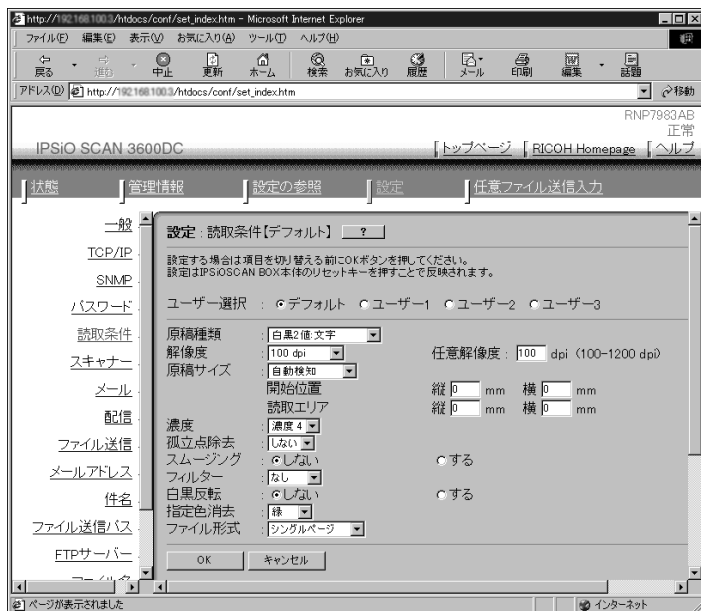 http://192.168.100.3/htdocs/conf/set_index.htm - Microsoft Internet Explorer
ファイル(F) 編集(E) 表示(V) お気に入り(A) ツール(T) ヘルプ(H)
戻る 進む 中止 更新 ホーム 検索 お気に入り 履歴 メール 印刷 編集 話題
アドレス(D) http://192.168.100.3/htdocs/conf/set_index.htm 移動
RNP7983AB
正常
IPSiO SCAN 3600DC
トップページ RICOH Homepage ヘルプ
状態 管理情報 設定の参照 設定 任意ファイル送信入力
一般
TCP/IP
SNMP
パスワード
読取条件
スキャナー
メール
配信
ファイル送信
メールアドレス
件名
ファイル送信パス
FTPサーバー
設定 : 読取条件【デフォルト】 ?
設定する場合は項目を切り替える前にOKボタンを押してください。
設定はIPSiOSCAN BOX本体のリセットキーを押すことで反映されます。
ユーザー選択 : デフォルト ユーザー1 ユーザー2 ユーザー3
原稿種類 : 白黒2値:文字
解像度 : 100 dpi 任意解像度 : 100 dpi (100-1200 dpi)
原稿サイズ : 自動検知
開始位置 縦 0 mm 横 0 mm
読取エリア 縦 0 mm 横 0 mm
濃度 : 濃度 4
孤立点除去 : しない
スムージング : しない する
フィルター : なし
白黒反転 : しない する
指定色消去 : 緑
ファイル形式 : シングルページ
OK キャンセル
ページが表示されました インターネット